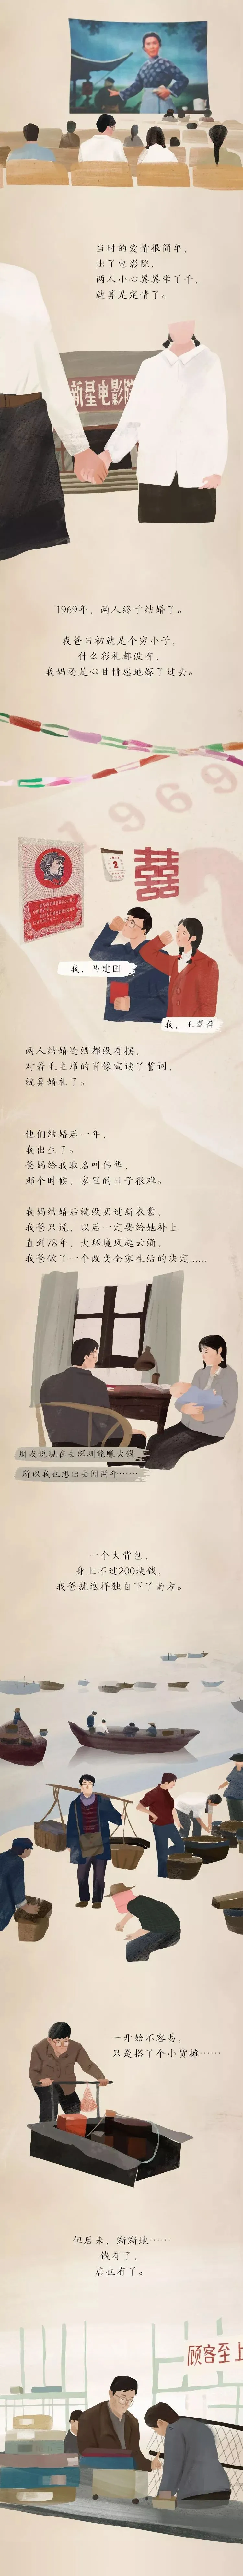 当时的爱情很简单，
出了电影院，
两人小心翼翼牵了手，
就算是定情了。
新星电影院
1969年，两人终于结婚了。
我爸当初就是个穷小子，
什么彩礼都没有，
我妈还是心甘情愿地嫁了过去。
1969
2
囍
我，马建国
我，王翠萍
两人结婚连酒都没有摆，
对着毛主席的肖像宣读了誓词，
就算婚礼了。
他们结婚后一年，
我出生了。
爸妈给我取名叫伟华，
那个时候，家里的日子很难。
我妈结婚后就没买过新衣裳，
我爸只说，以后一定要给她补上
直到78年，大环境风起云涌，
我爸做了一个改变全家生活的决定……
朋友说现在去深圳能赚大钱
所以我也想出去闯两年……
一个大背包，
身上不过200块钱，
我爸就这样独自下了南方。
一开始不容易，
只是搭了个小货摊……
但后来，渐渐地……
钱有了，
店也有了。
顾客至上